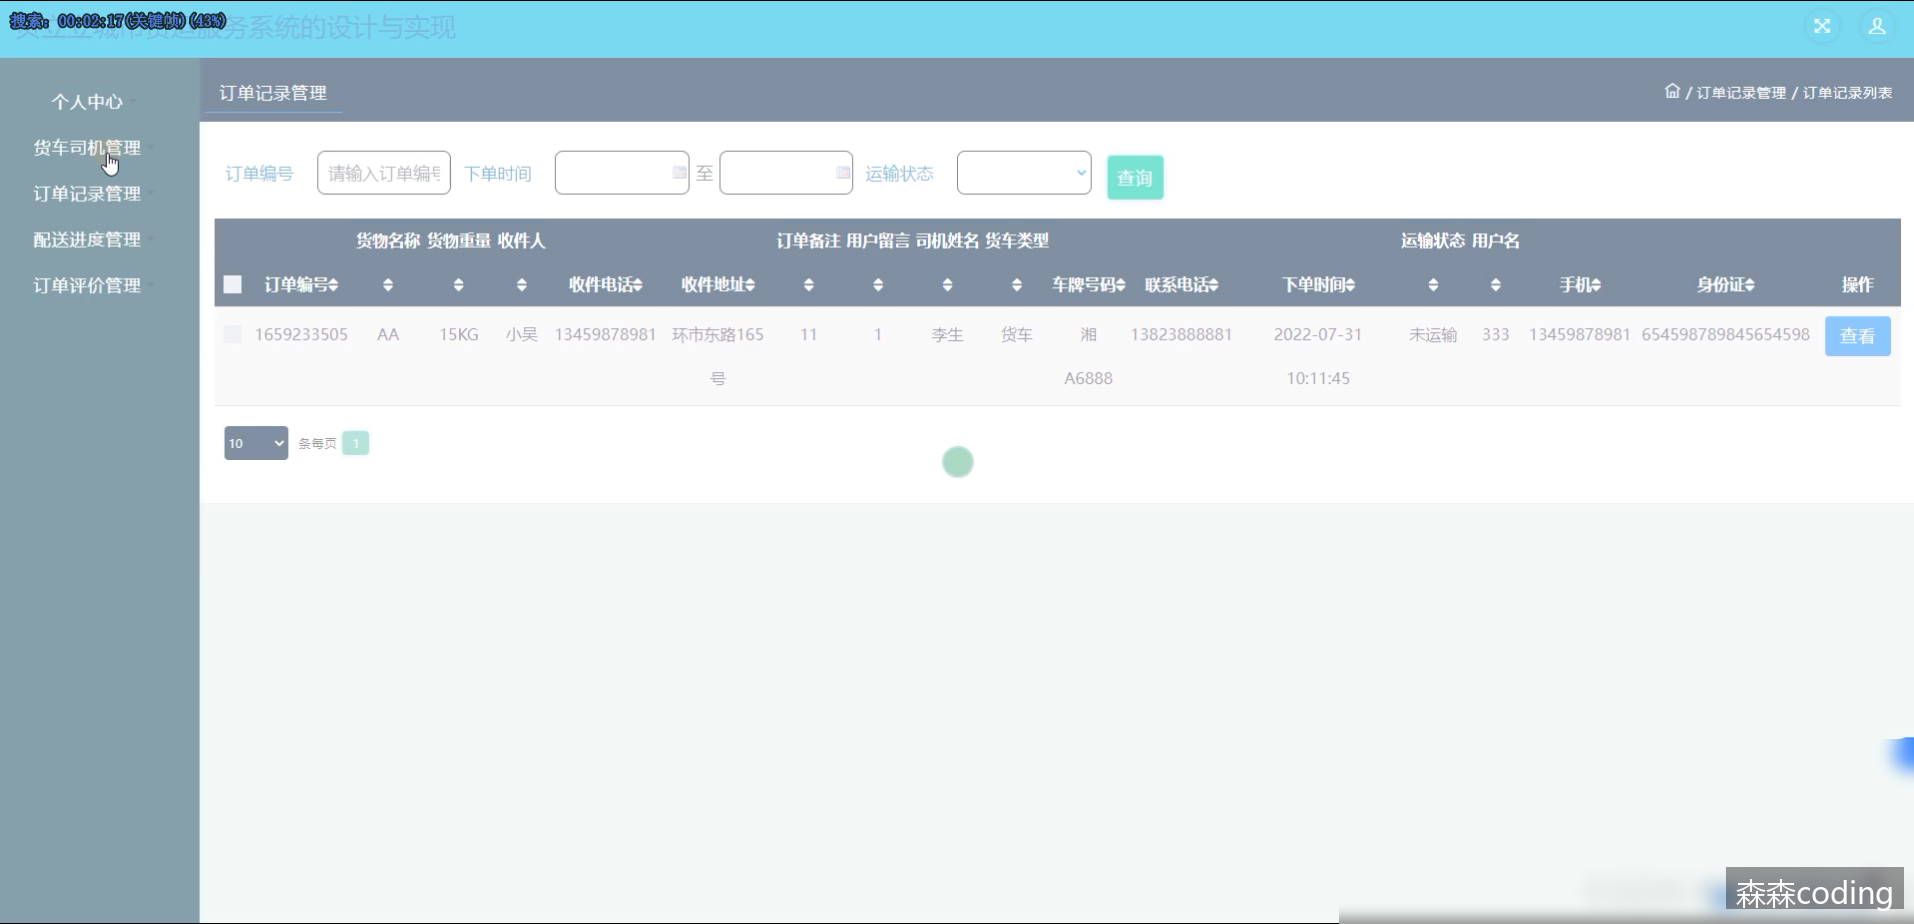 搜索: 00:02:17(关键帧)(43%)
城市货运服务系统的设计与实现
个人中心
货车司机管理
订单记录管理
配送进度管理
订单评价管理
订单记录管理
/ 订单记录管理 / 订单记录列表
订单编号 请输入订单编号 下单时间 至 运输状态 查询
订单编号 货物名称 货物重量 收件人 收件电话 收件地址 订单备注 用户留言 司机姓名 货车类型 车牌号码 联系电话 下单时间 运输状态 用户名 手机 身份证 操作
1659233505 AA 15KG 小吴 13459878981 环市东路165号 11 1 李生 货车 湘A6888 13823888881 2022-07-31 10:11:45 未运输 333 13459878981 654598789845654598 查看
10 条每页 1
森森coding